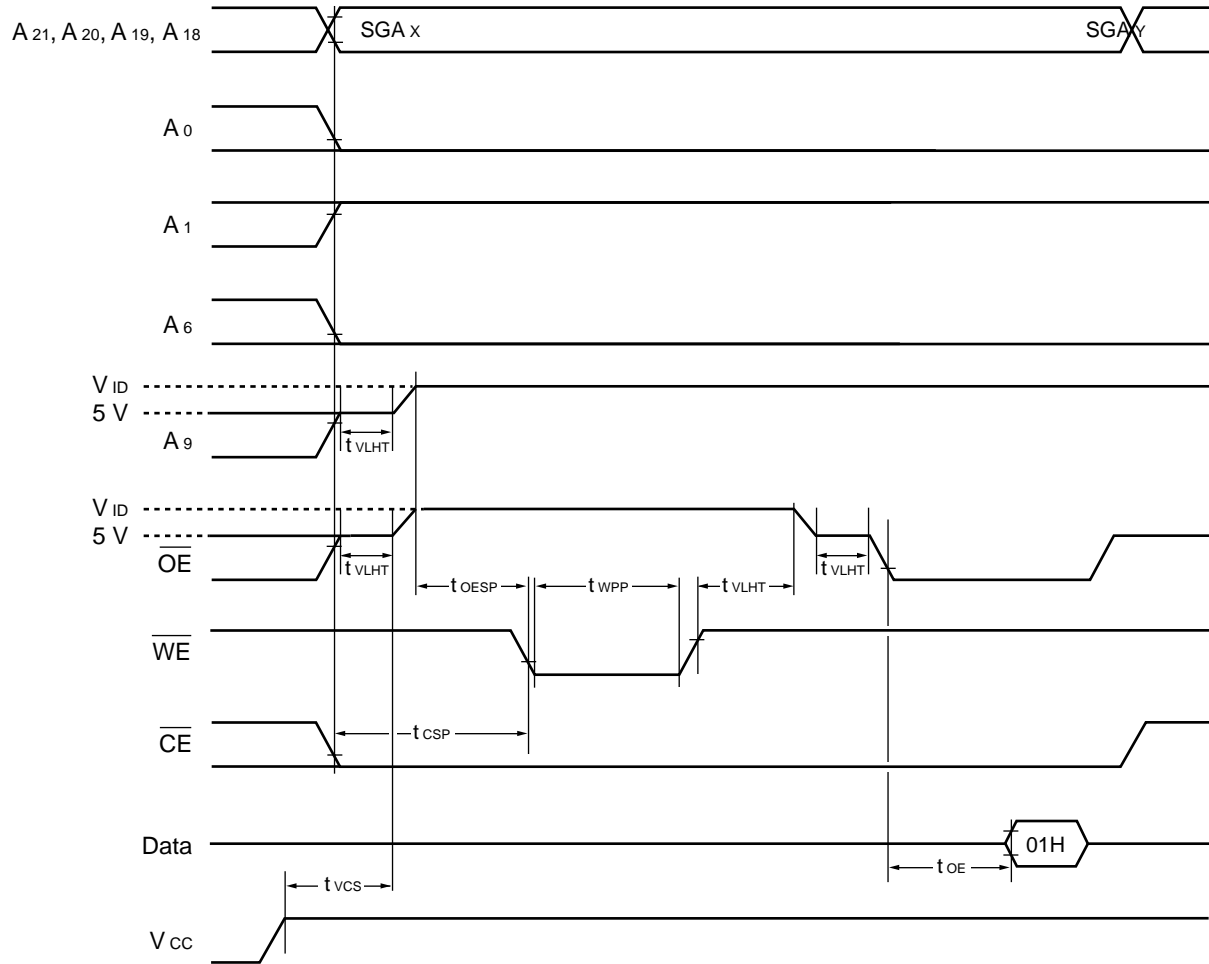 A 21, A 20, A 19, A 18
SGA X
SGA Y
A 0
A 1
A 6
V ID
5 V
A 9
t VLHT
V ID
5 V
OE
t VLHT
t OESP
t WPP
t VLHT
t VLHT
WE
CE
t CSP
Data
01H
t OE
t VCS
V CC